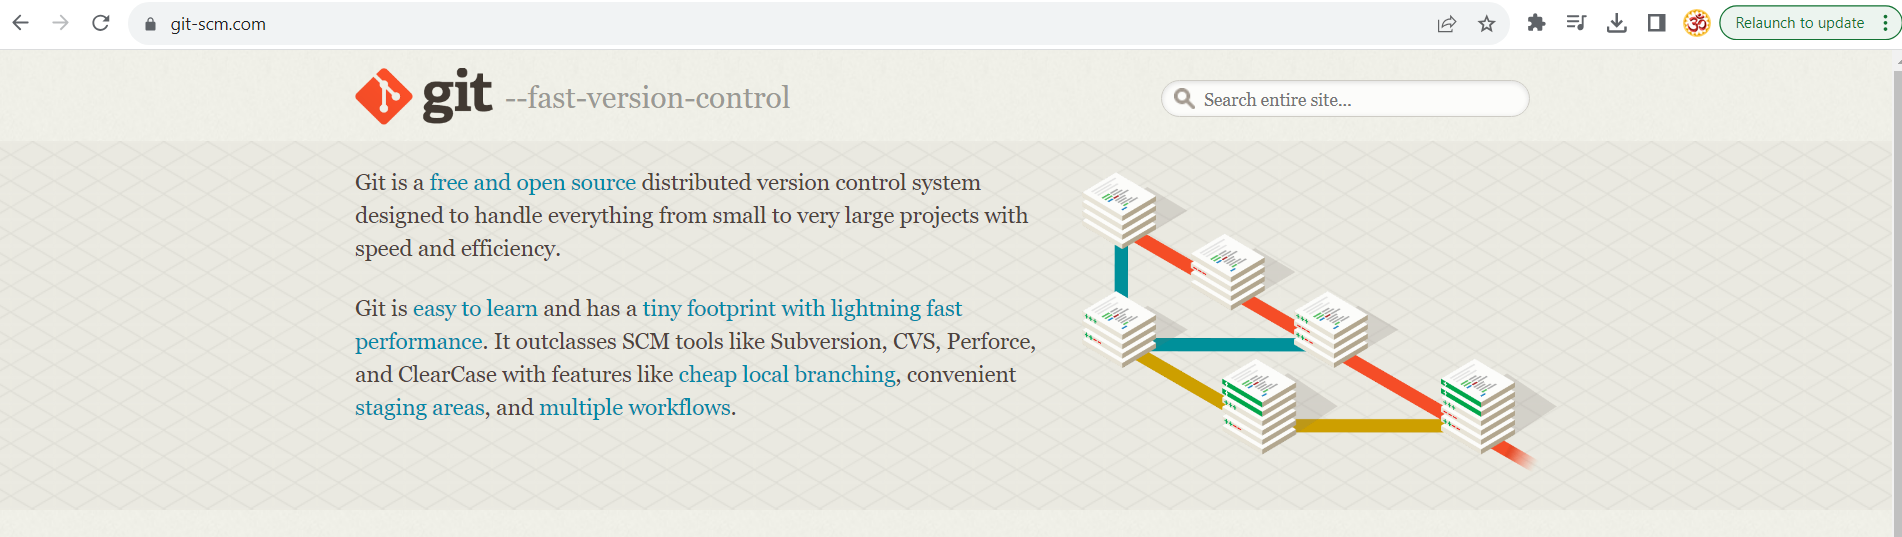 git-scm.com
Relaunch to update
git --fast-version-control
Search entire site...
Git is a free and open source distributed version control system
designed to handle everything from small to very large projects with
speed and efficiency.
Git is easy to learn and has a tiny footprint with lightning fast
performance. It outclasses SCM tools like Subversion, CVS, Perforce,
and ClearCase with features like cheap local branching, convenient
staging areas, and multiple workflows.